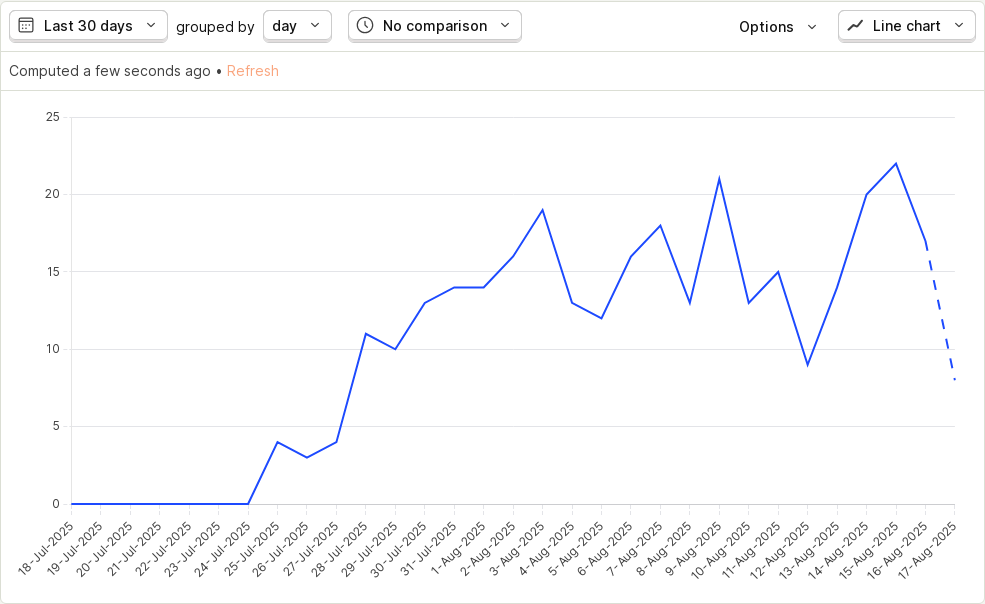 Last 30 days grouped by day No comparison Options Line chart
Computed a few seconds ago • Refresh
25
20
15
10
5
0
18-Jul-2025
19-Jul-2025
20-Jul-2025
21-Jul-2025
22-Jul-2025
23-Jul-2025
24-Jul-2025
25-Jul-2025
26-Jul-2025
27-Jul-2025
28-Jul-2025
29-Jul-2025
30-Jul-2025
31-Jul-2025
1-Aug-2025
2-Aug-2025
3-Aug-2025
4-Aug-2025
5-Aug-2025
6-Aug-2025
7-Aug-2025
8-Aug-2025
9-Aug-2025
10-Aug-2025
11-Aug-2025
12-Aug-2025
13-Aug-2025
14-Aug-2025
15-Aug-2025
16-Aug-2025
17-Aug-2025